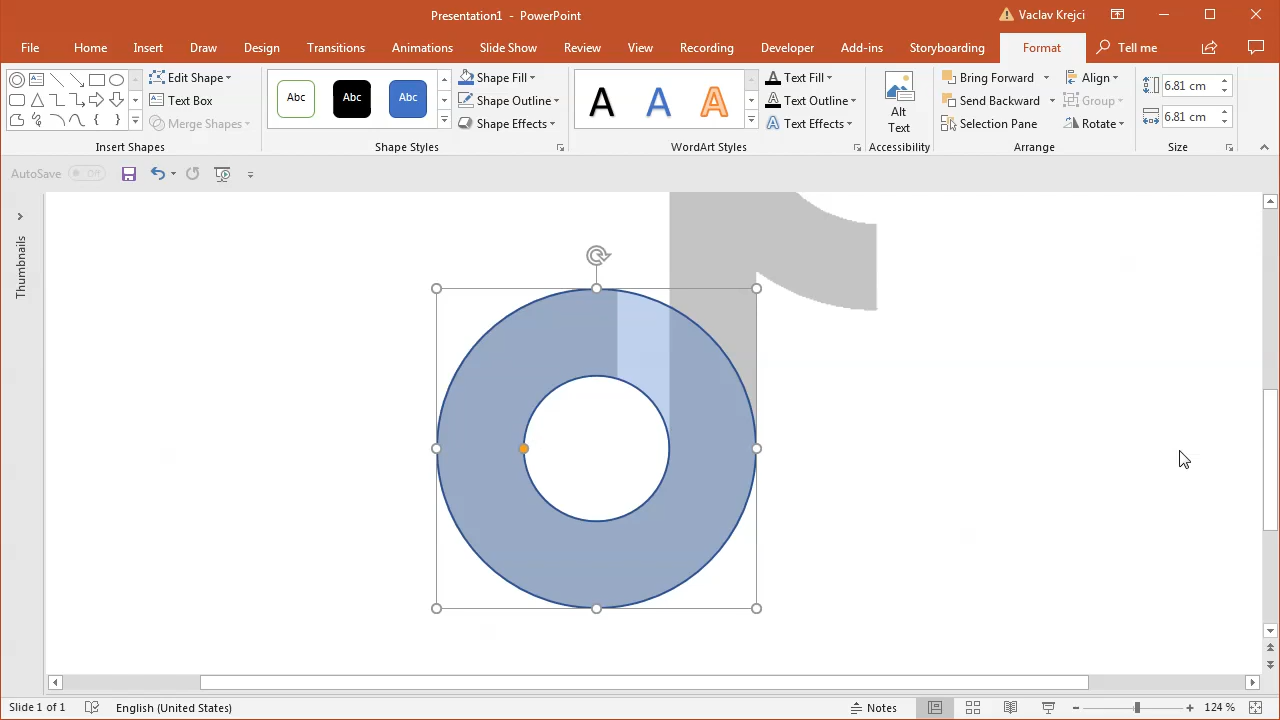 Presentation1 - PowerPoint
Vaclav Krejci
File Home Insert Draw Design Transitions Animations Slide Show Review View Recording Developer Add-ins Storyboarding Format Tell me
Edit Shape
Text Box
Merge Shapes
Insert Shapes
Abc Abc Abc
Shape Fill
Shape Outline
Shape Effects
Shape Styles
A A A
Text Fill
Text Outline
Text Effects
WordArt Styles
Alt
Text
Accessibility
Bring Forward
Send Backward
Selection Pane
Align
Group
Rotate
Arrange
6.81 cm
6.81 cm
Size
AutoSave Off
Thumbnails
Slide 1 of 1 English (United States) Notes 124 %